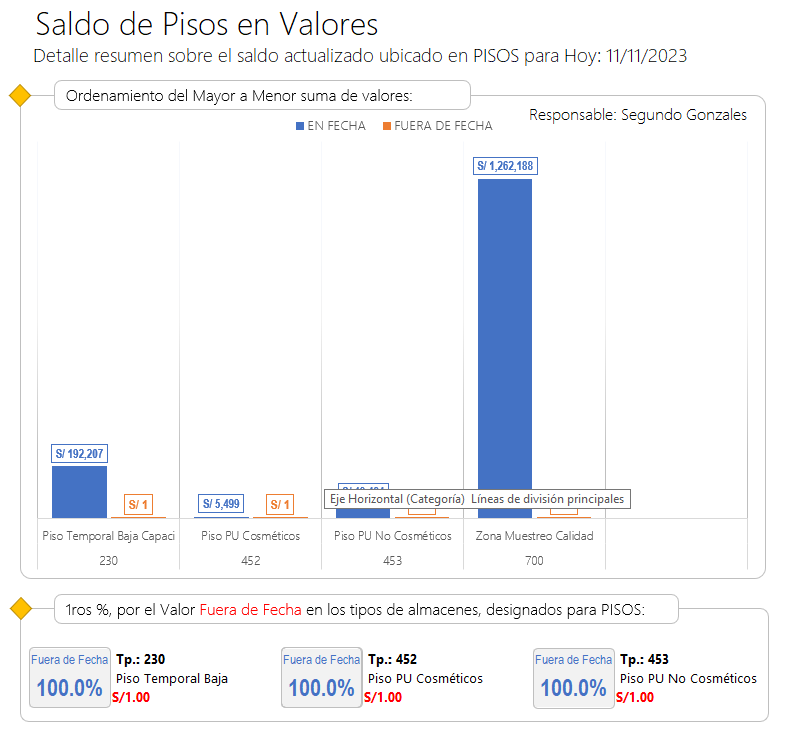 Saldo de Pisos en Valores
Detalle resumen sobre el saldo actualizado ubicado en PISOS para Hoy: 11/11/2023
Ordenamiento del Mayor a Menor suma de valores:
Responsable: Segundo Gonzales
EN FECHA FUERA DE FECHA
S/ 1,262,188
S/ 192,207
S/ 1
S/ 5,499
S/ 1
Eje Horizontal (Categoría) Líneas de división principales
Piso Temporal Baja Capaci
Piso PU Cosméticos
Piso PU No Cosméticos
Zona Muestreo Calidad
230
452
453
700
1ros %, por el Valor Fuera de Fecha en los tipos de almacenes, designados para PISOS:
Fuera de Fecha
100.0%
Tp.: 230
Piso Temporal Baja
S/1.00
Fuera de Fecha
100.0%
Tp.: 452
Piso PU Cosméticos
S/1.00
Fuera de Fecha
100.0%
Tp.: 453
Piso PU No Cosméticos
S/1.00